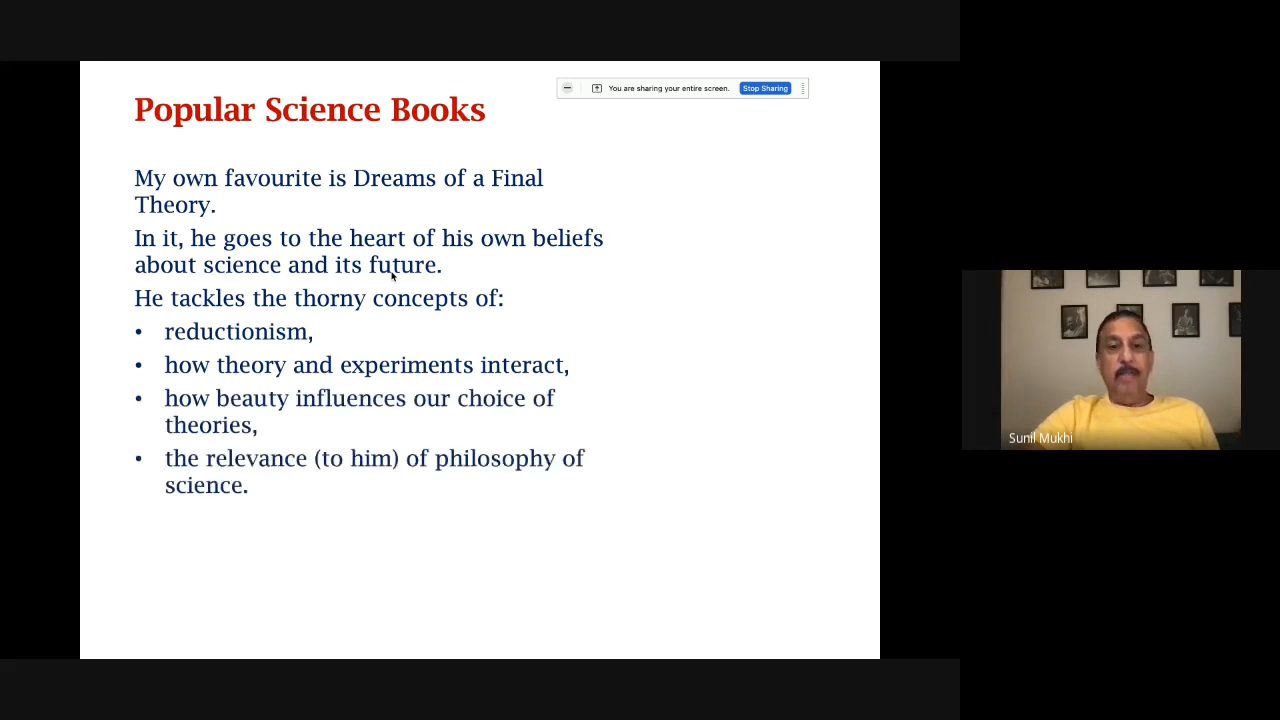 You are sharing your entire screen. Stop Sharing
Popular Science Books
My own favourite is Dreams of a Final
Theory.
In it, he goes to the heart of his own beliefs
about science and its future.
He tackles the thorny concepts of:
• reductionism,
• how theory and experiments interact,
• how beauty influences our choice of
theories,
• the relevance (to him) of philosophy of
science.
Sunil Mukhi